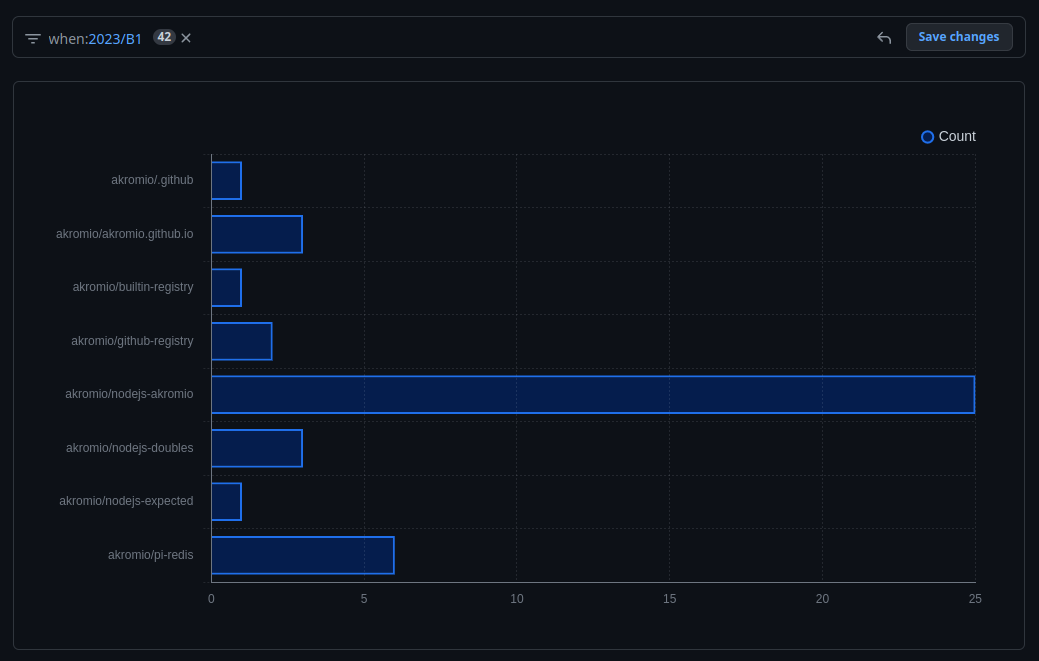 when:2023/B1 42
Save changes
Count
akromio/.github
akromio/akromio.github.io
akromio/builtin-registry
akromio/github-registry
akromio/nodejs-akromio
akromio/nodejs-doubles
akromio/nodejs-expected
akromio/pi-redis
0 5 10 15 20 25